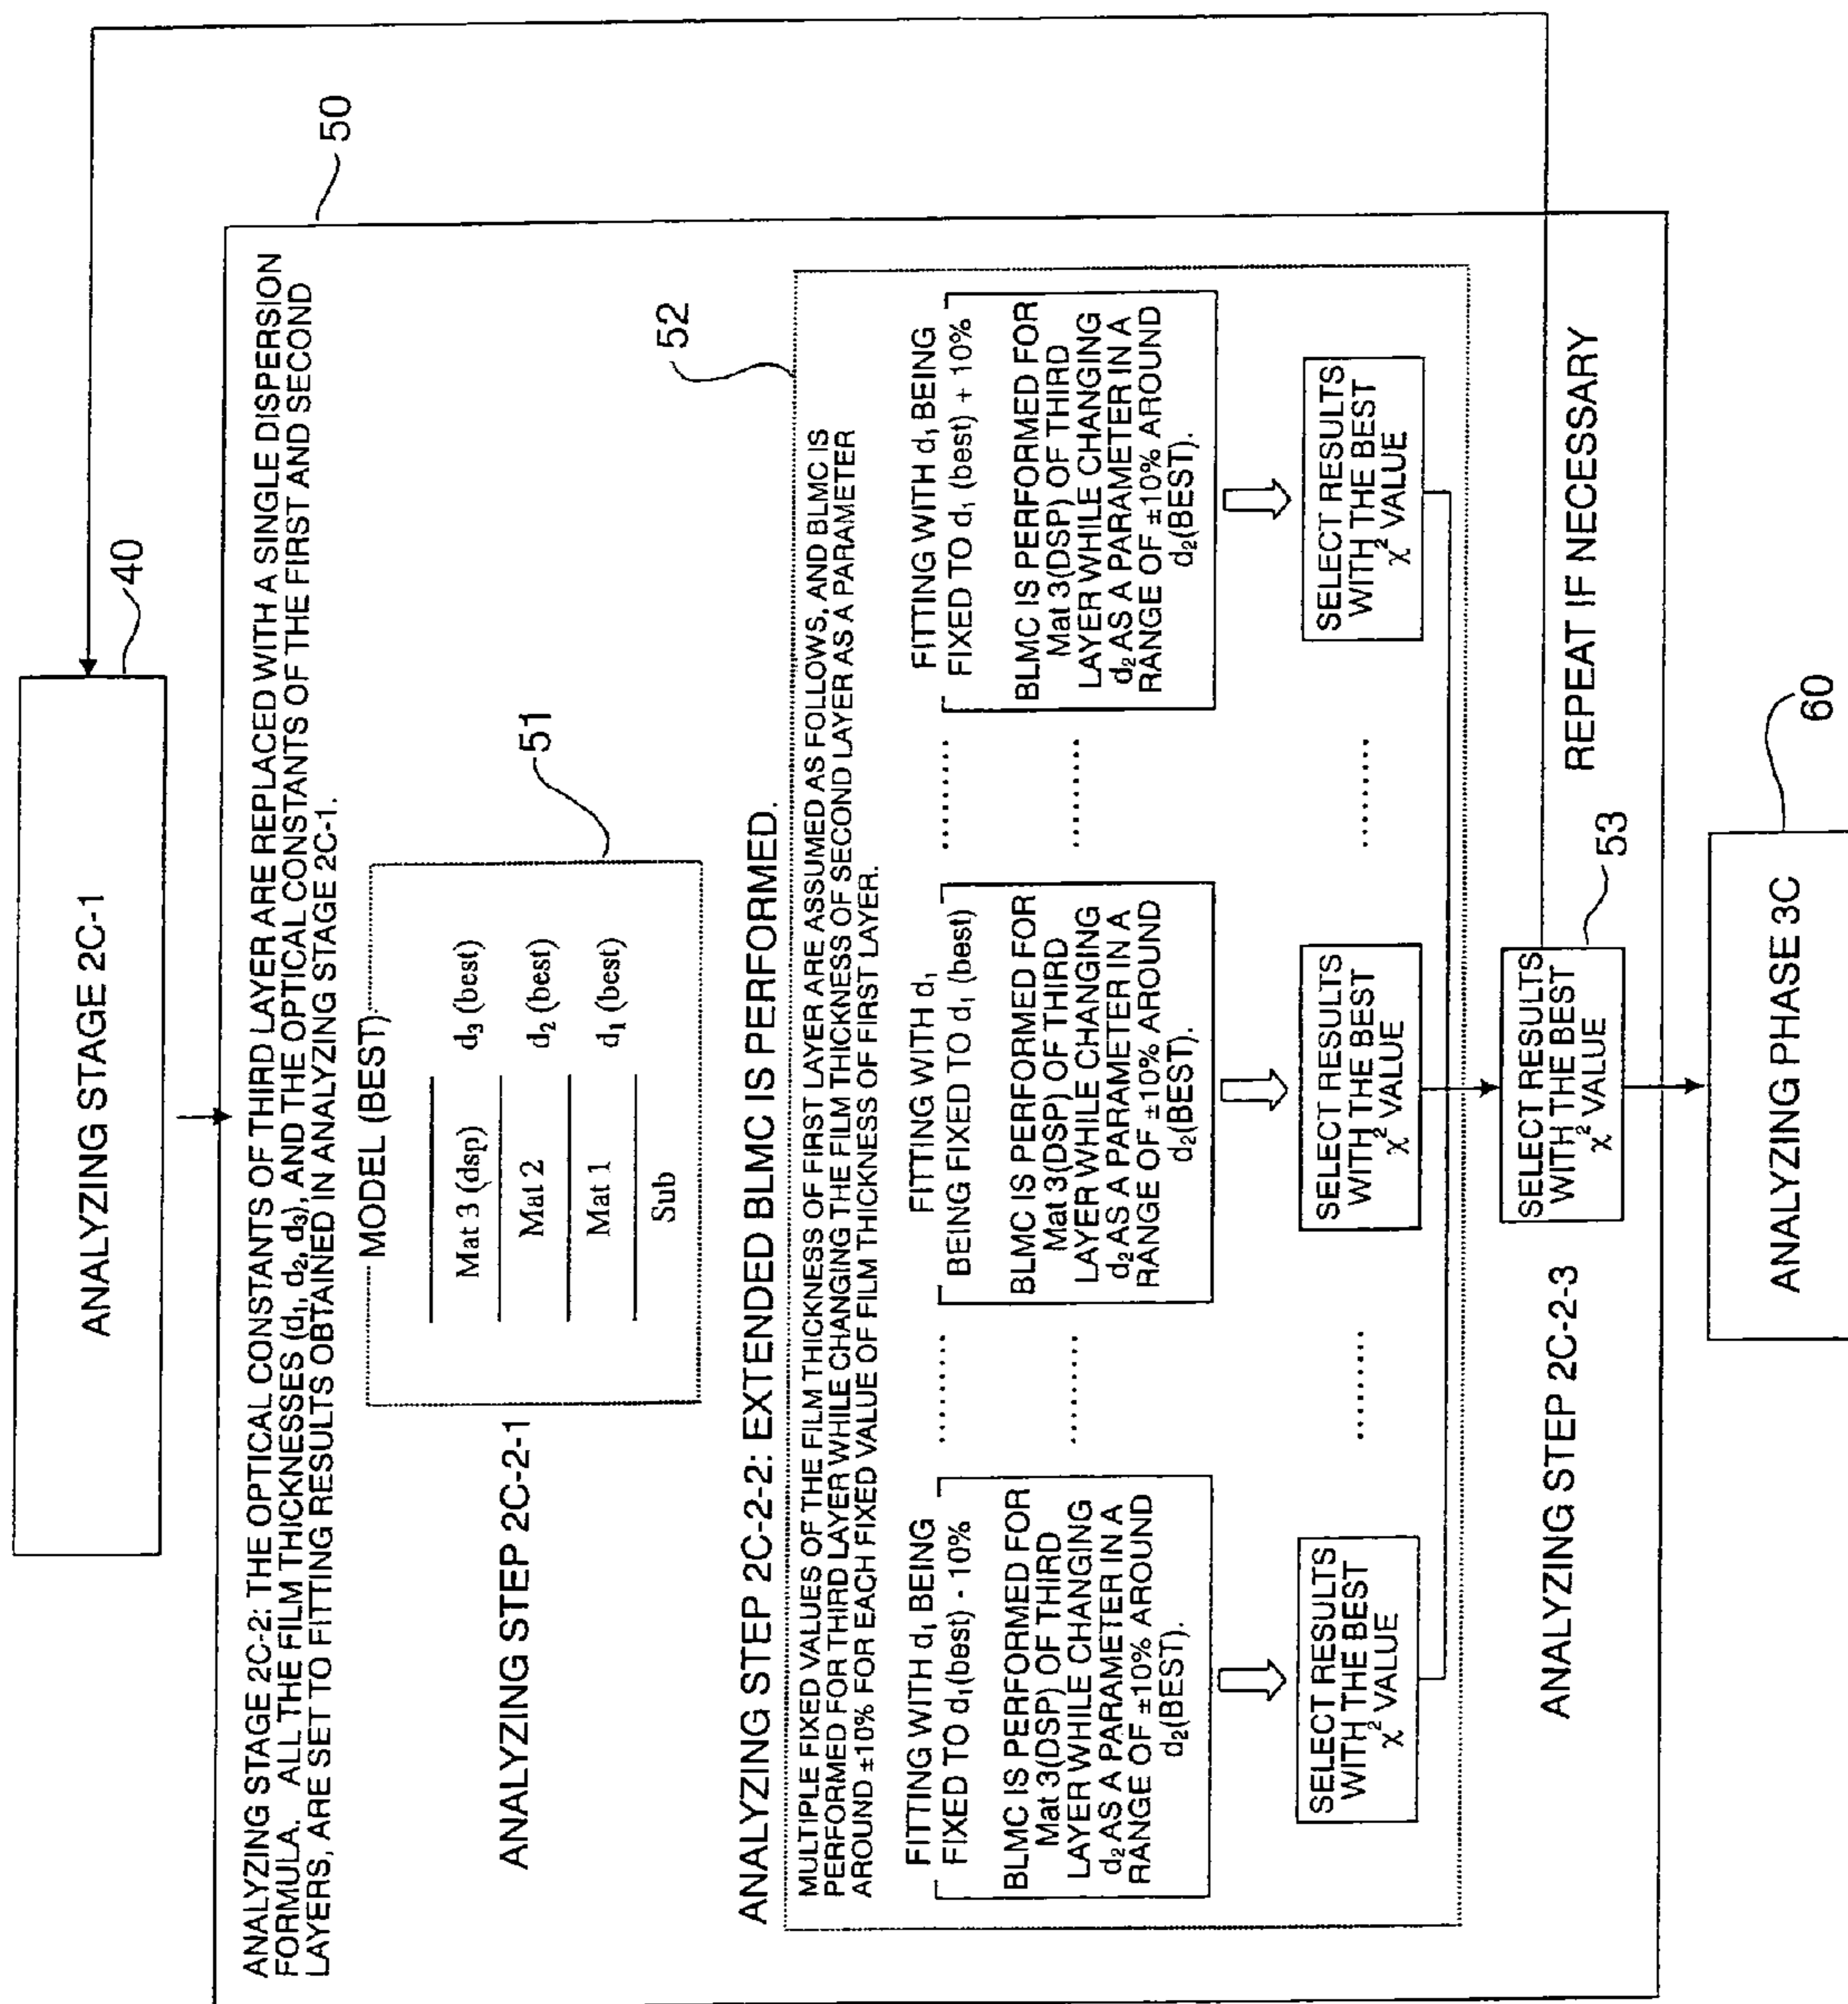 ANALYZING STAGE 2C-1
40
50
ANALYZING STAGE 2C-2: THE OPTICAL CONSTANTS OF THIRD LAYER ARE REPLACED WITH A SINGLE DISPERSION
FORMULA. ALL THE FILM THICKNESSES (d₁, d₂, d₃), AND THE OPTICAL CONSTANTS OF THE FIRST AND SECOND
LAYERS, ARE SET TO FITTING RESULTS OBTAINED IN ANALYZING STAGE 2C-1.
MODEL (BEST)
51
Mat 3 (dsp) d₃ (best)
Mat 2 d₂ (best)
Mat 1 d₁ (best)
Sub
ANALYZING STEP 2C-2-1
ANALYZING STEP 2C-2-2: EXTENDED BLMC IS PERFORMED.
52
MULTIPLE FIXED VALUES OF THE FILM THICKNESS OF FIRST LAYER ARE ASSUMED AS FOLLOWS, AND BLMC IS
PERFORMED FOR THIRD LAYER WHILE CHANGING THE FILM THICKNESS OF SECOND LAYER AS A PARAMETER
AROUND ±10% FOR EACH FIXED VALUE OF FILM THICKNESS OF FIRST LAYER.
FITTING WITH d₁ BEING
FIXED TO d₁(best) - 10%
BLMC IS PERFORMED FOR
Mat 3(DSP) OF THIRD
LAYER WHILE CHANGING
d₂ AS A PARAMETER IN A
RANGE OF ±10% AROUND
d₂(BEST).
SELECT RESULTS
WITH THE BEST
χ² VALUE
.........
.......
........
FITTING WITH d₁
BEING FIXED TO d₁ (best)
BLMC IS PERFORMED FOR
Mat 3(DSP) OF THIRD
LAYER WHILE CHANGING
d₂ AS A PARAMETER IN A
RANGE OF ±10% AROUND
d₂(BEST).
SELECT RESULTS
WITH THE BEST
χ² VALUE
.........
........
........
FITTING WITH d₁ BEING
FIXED TO d₁ (best) + 10%
BLMC IS PERFORMED FOR
Mat 3(DSP) OF THIRD
LAYER WHILE CHANGING
d₂ AS A PARAMETER IN A
RANGE OF ±10% AROUND
d₂(BEST).
SELECT RESULTS
WITH THE BEST
χ² VALUE
ANALYZING STEP 2C-2-3
SELECT RESULTS
WITH THE BEST
χ² VALUE
53
REPEAT IF NECESSARY
ANALYZING PHASE 3C
60